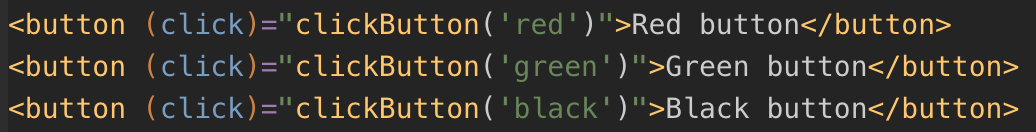 <button (click)="clickButton('red')">Red button</button>
<button (click)="clickButton('green')">Green button</button>
<button (click)="clickButton('black')">Black button</button>